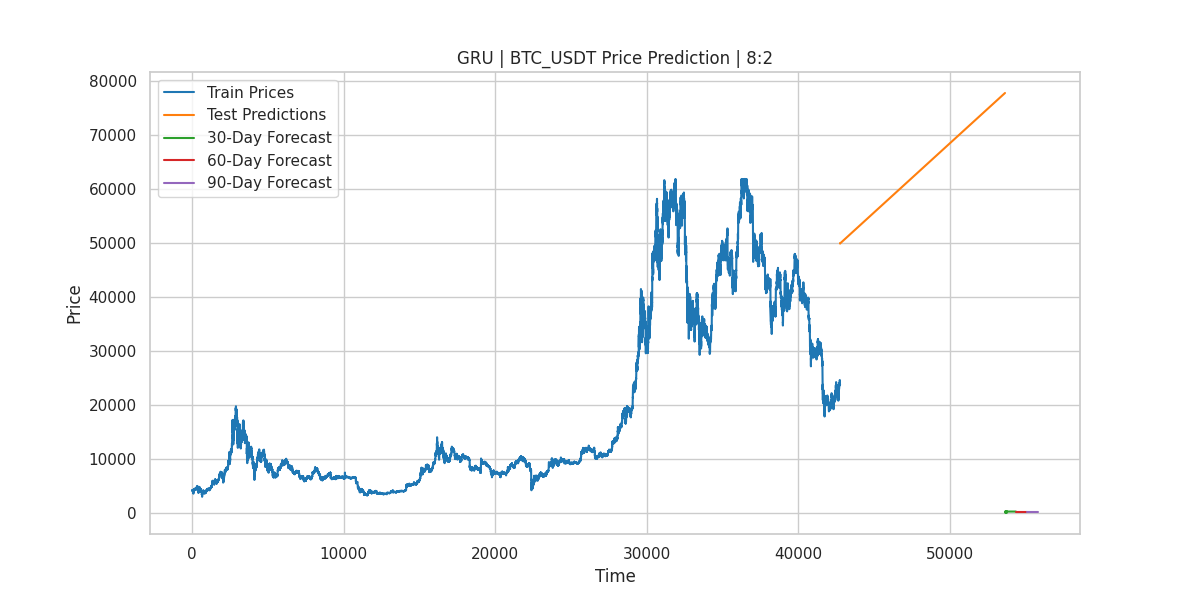 GRU | BTC_USDT Price Prediction | 8:2
80000
70000
60000
50000
40000
30000
20000
10000
0
Price
Train Prices
Test Predictions
30-Day Forecast
60-Day Forecast
90-Day Forecast
0 10000 20000 30000 40000 50000
Time